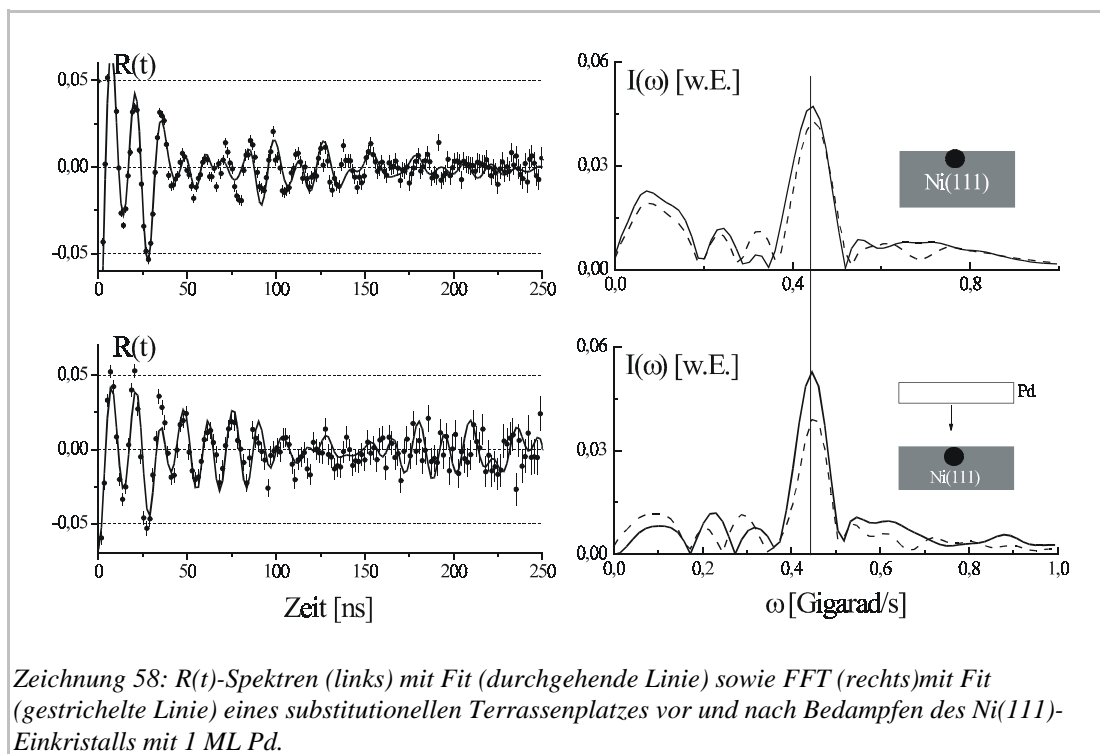 R(t)
0,05
0,00
-0,05
0 50 100 150 200 250
0,06
I(ω) [w.E.]
0,03
0,00
Ni(111)
0,0 0,4 0,8
R(t)
0,05
0,00
-0,05
0 50 100 150 200 250
Zeit [ns]
0,06
I(ω) [w.E.]
0,03
0,00
Pd
Ni(111)
0,0 0,2 0,4 0,6 0,8 1,0
ω [Gigarad/s]
Zeichnung 58: R(t)-Spektren (links) mit Fit (durchgehende Linie) sowie FFT (rechts)mit Fit
(gestrichelte Linie) eines substitutionellen Terrassenplatzes vor und nach Bedampfen des Ni(111)-
Einkristalls mit 1 ML Pd.